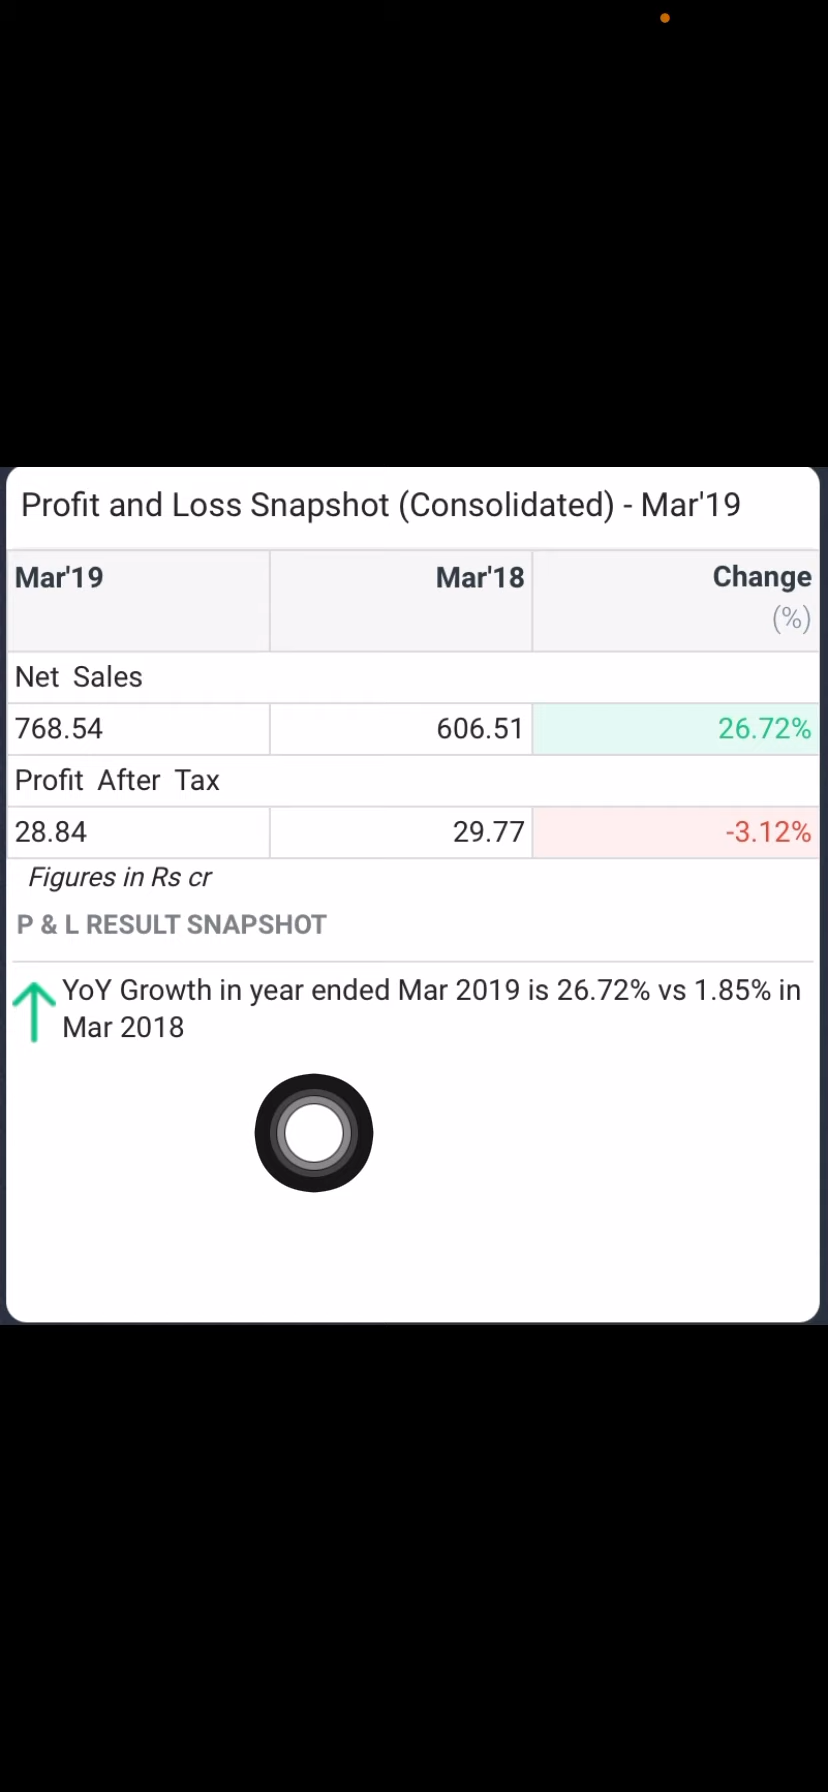 Profit and Loss Snapshot (Consolidated) - Mar'19
Mar'19 Mar'18 Change
(%)
Net Sales
768.54 606.51 26.72%
Profit After Tax
28.84 29.77 -3.12%
Figures in Rs cr
P & L RESULT SNAPSHOT
YoY Growth in year ended Mar 2019 is 26.72% vs 1.85% in
Mar 2018